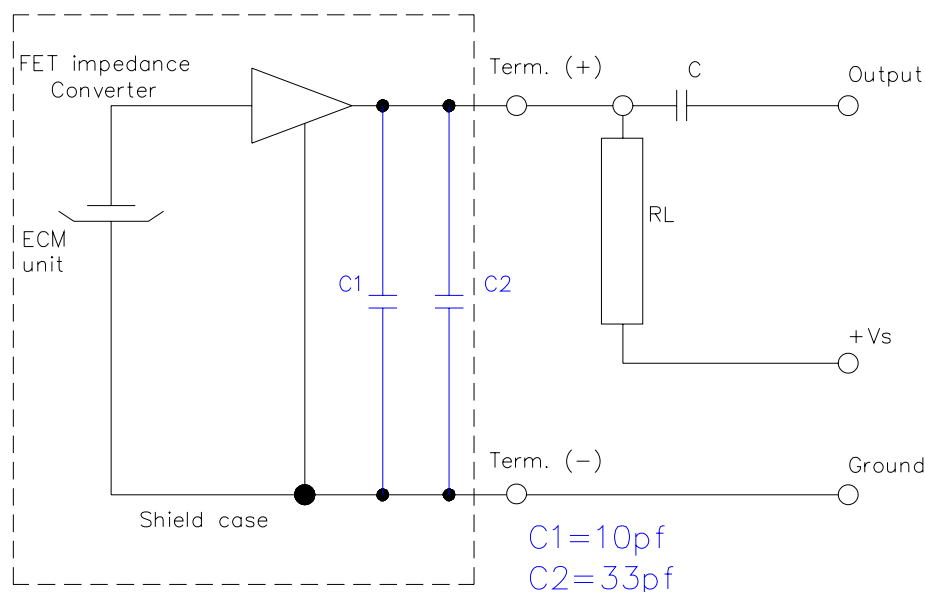 FET impedance
Converter
Term. (+)
C
Output
ECM
unit
RL
C1
C2
+Vs
Term. (-)
Ground
Shield case
C1=10pf
C2=33pf